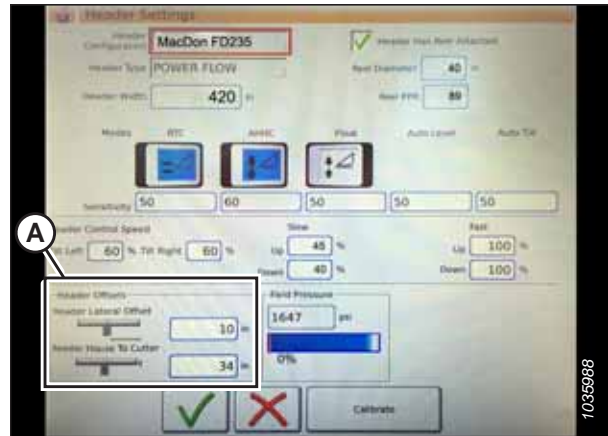 Header Settings
Header Configuration MacDon FD235 Header Has Reel Attached
Header Type POWER FLOW Reel Diameter 40 in
Header Width 420 in Reel PPR 89
Modes RTC AHHC Float Auto Level Auto Tilt
Sensitivity 50 60 50 50 50
A
Header Control Speed Slow Fast
Tilt Left 60 % Tilt Right 60 % Up 45 % Up 100 %
Down 40 % Down 100 %
Header Offsets Field Pressure
Header Lateral Offset
10 in 1647 psi
Feeder House To Cutter
34 in 0%
Calibrate
1035988